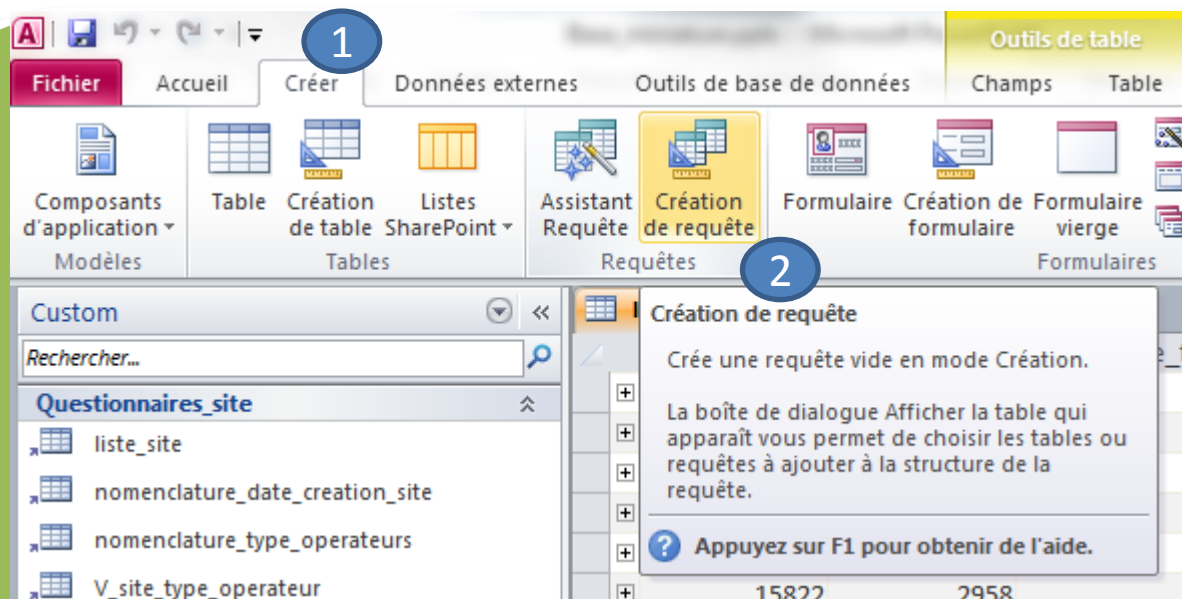 1
Outils de table
Fichier Accueil Créer Données externes Outils de base de données Champs Table
Composants d'application
Table
Création de table
Listes SharePoint
Assistant Requête
Création de requête
Formulaire
Création de formulaire
Formulaire vierge
Modèles Tables Requêtes Formulaires
2
Custom
Rechercher...
Questionnaires_site
liste_site
nomenclature_date_creation_site
nomenclature_type_operateurs
V_site_type_operateur
Création de requête
Crée une requête vide en mode Création.
La boîte de dialogue Afficher la table qui
apparaît vous permet de choisir les tables ou
requêtes à ajouter à la structure de la
requête.
Appuyez sur F1 pour obtenir de l'aide.
15822 2958